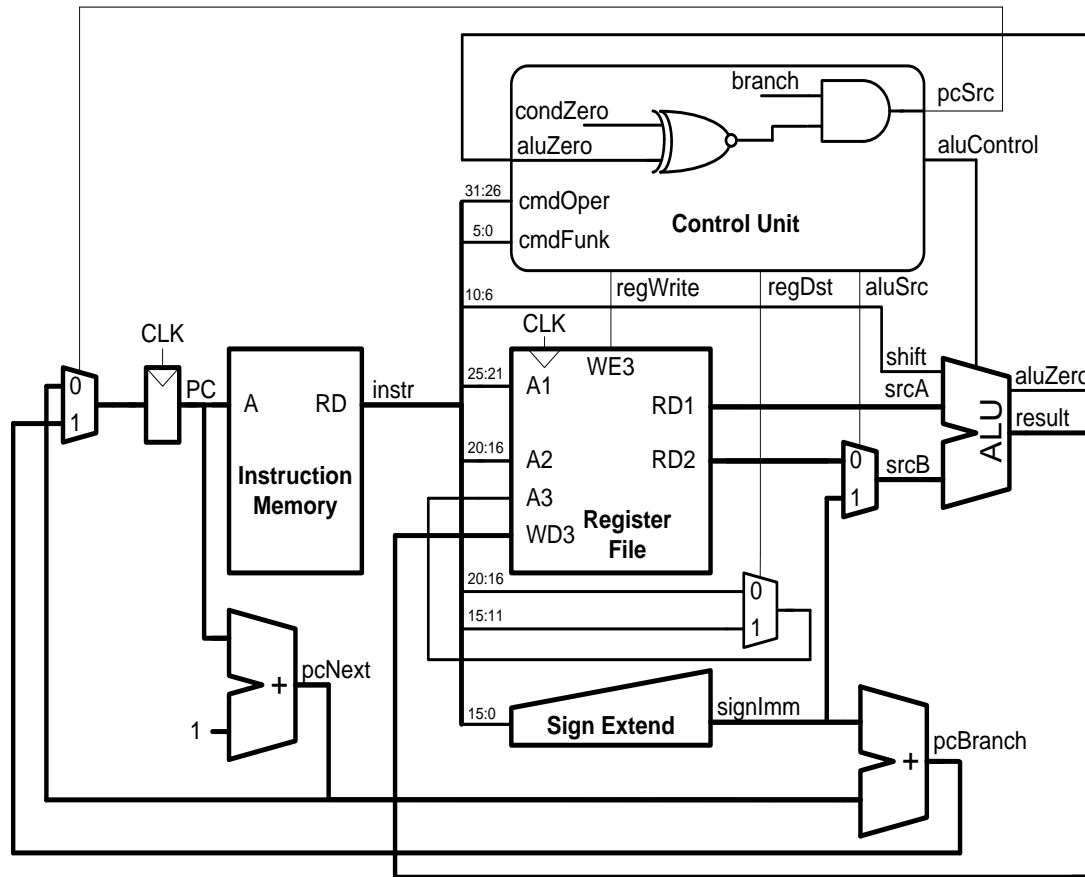 branch
pcSrc
condZero
aluZero
aluControl
31:26
cmdOper
5:0
cmdFunk
Control Unit
regWrite
regDst
aluSrc
10:6
CLK
CLK
shift
WE3
PC
instr
25:21
A1
srcA
aluZero
0
1
A
RD
RD1
ALU
result
20:16
A2
RD2
0
srcB
Instruction
Memory
A3
1
Register
File
WD3
20:16
0
15:11
1
pcNext
+
1
15:0
Sign Extend
signImm
pcBranch
+